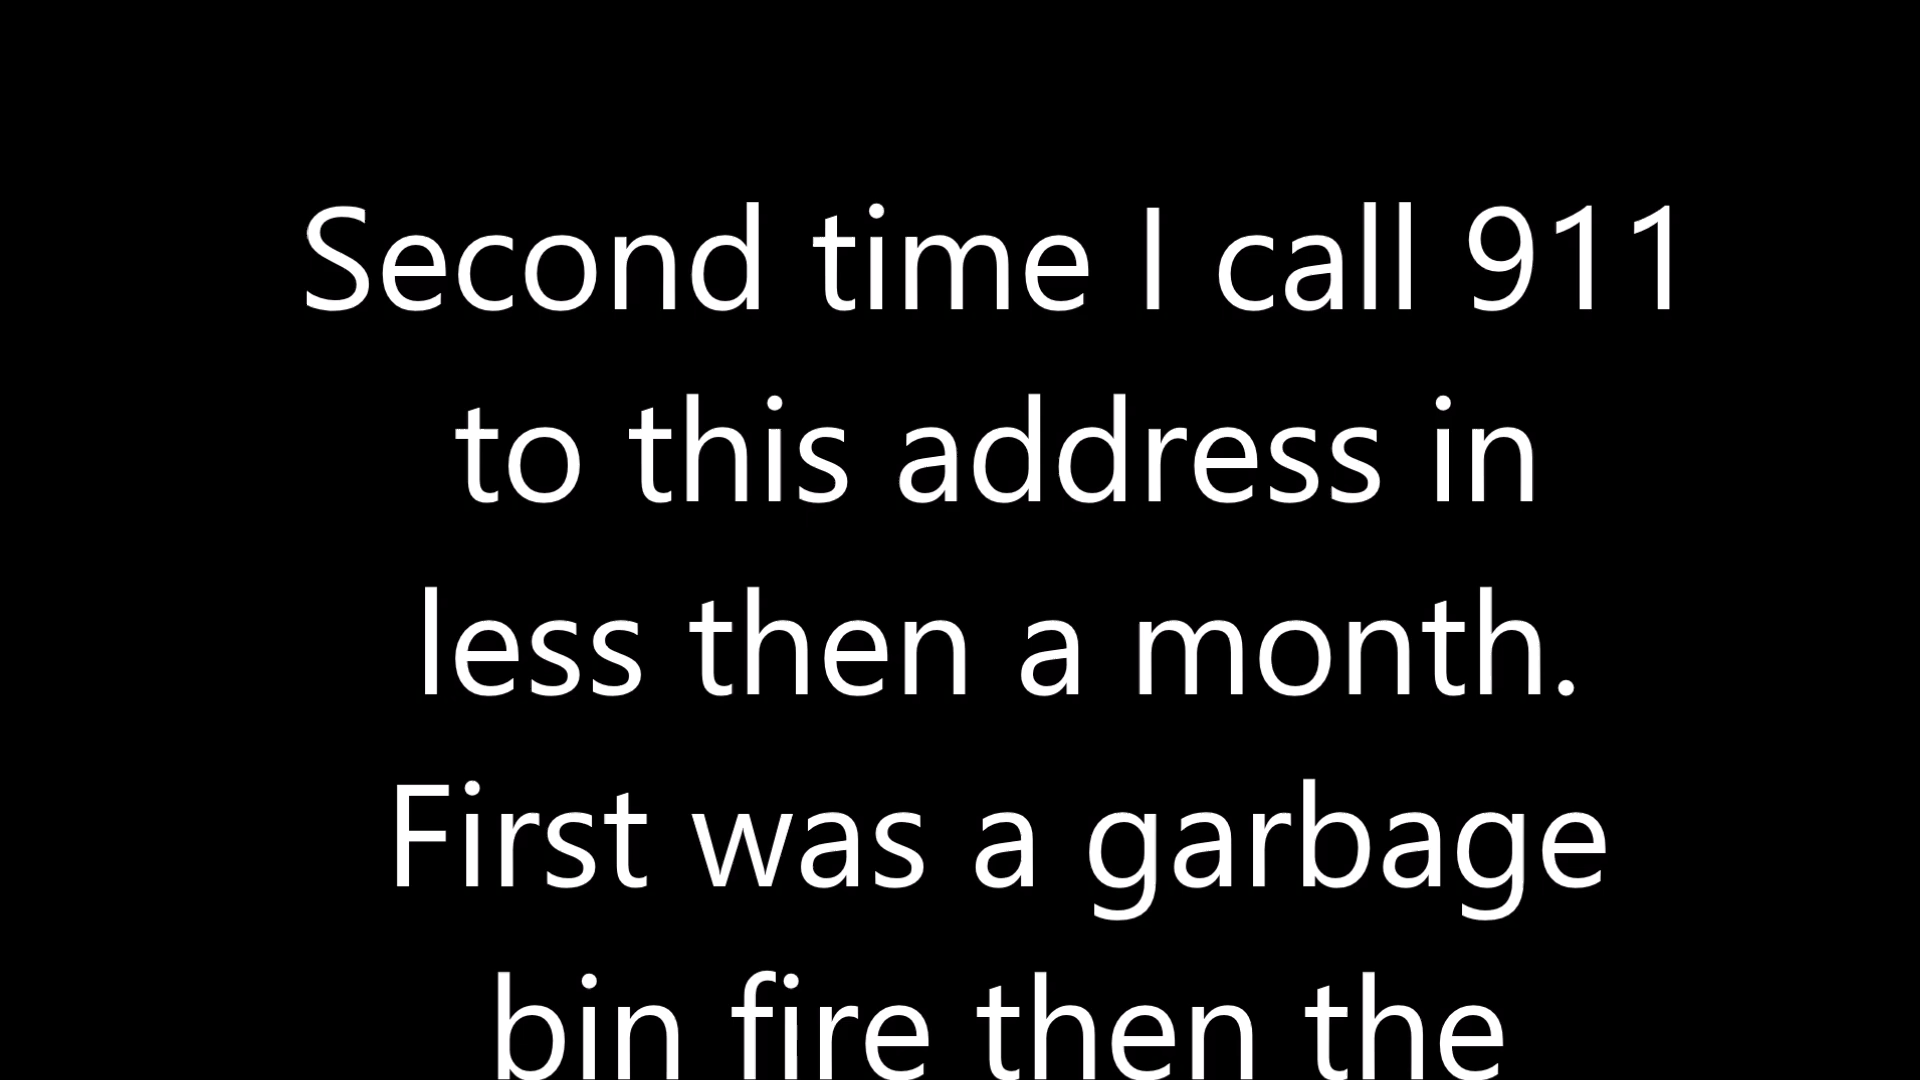 Second time I call 911
to this address in
less then a month.
First was a garbage
bin fire then the